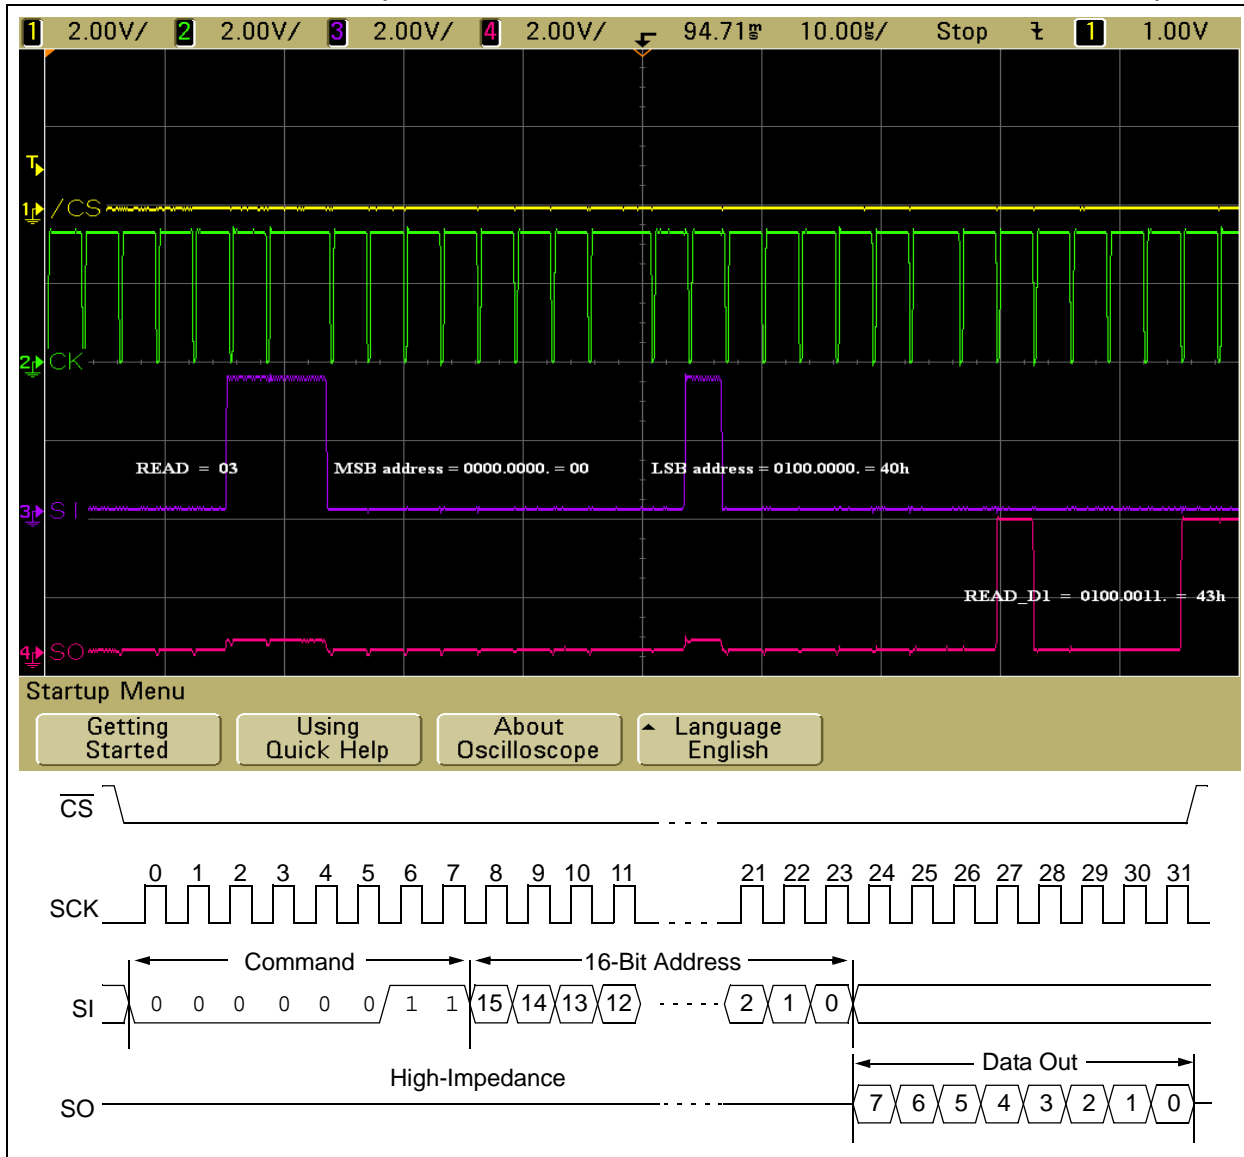 1 2.00V/ 2 2.00V/ 3 2.00V/ 4 2.00V/ 94.71ms 10.00µs/ Stop 1 1.00V
T
1 /CS
2 CK
READ = 03 MSB address = 0000.0000. = 00 LSB address = 0100.0000. = 40h
3 SI
READ_D1 = 0100.0011. = 43h
4 SO
Startup Menu
Getting Started
Using Quick Help
About Oscilloscope
Language English
CS
0 1 2 3 4 5 6 7 8 9 10 11 21 22 23 24 25 26 27 28 29 30 31
SCK
Command 16-Bit Address
SI 0 0 0 0 0 0 1 1 15 14 13 12 2 1 0
Data Out
High-Impedance
SO 7 6 5 4 3 2 1 0